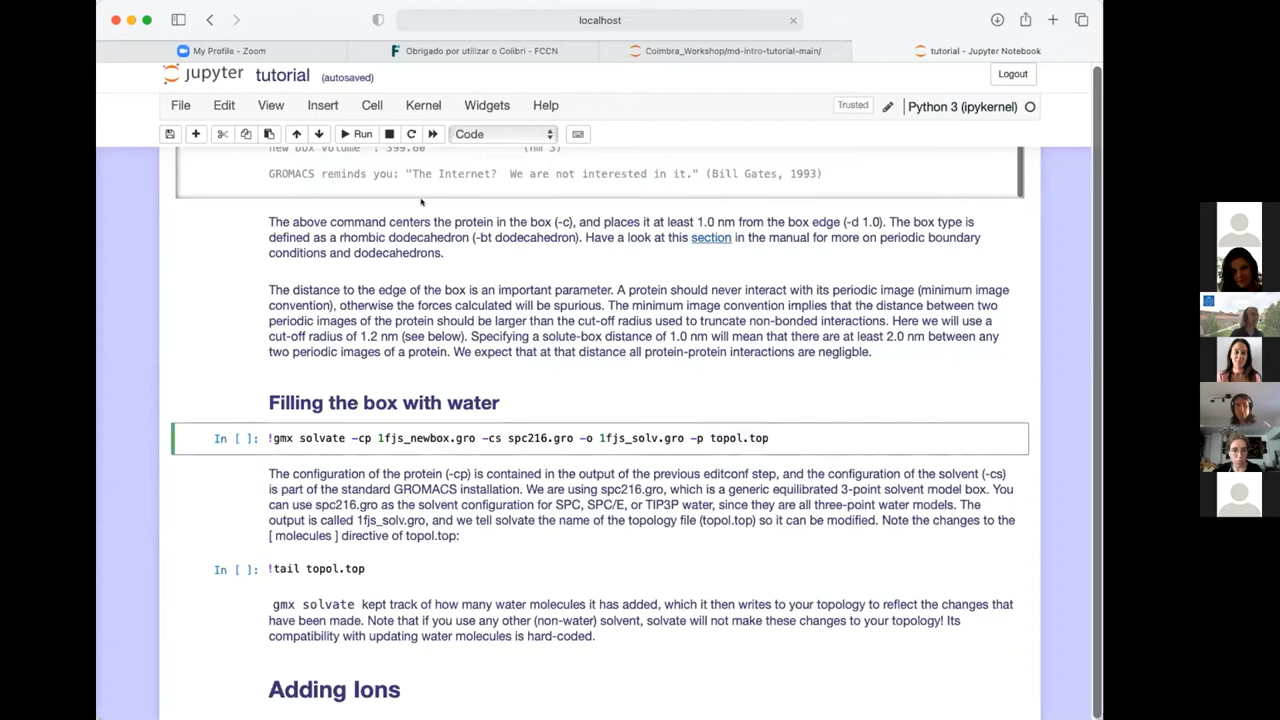 localhost
My Profile - Zoom
Obrigado por utilizar o Colibri - FCCN
Coimbra_Workshop/md-intro-tutorial-main/
tutorial - Jupyter Notebook
jupyter tutorial (autosaved)
Logout
File Edit View Insert Cell Kernel Widgets Help
Trusted
Python 3 (ipykernel)
Run
Code
new box volume : 399.60 (nm^3)
GROMACS reminds you: "The Internet? We are not interested in it." (Bill Gates, 1993)
The above command centers the protein in the box (-c), and places it at least 1.0 nm from the box edge (-d 1.0). The box type is
defined as a rhombic dodecahedron (-bt dodecahedron). Have a look at this section in the manual for more on periodic boundary
conditions and dodecahedrons.
The distance to the edge of the box is an important parameter. A protein should never interact with its periodic image (minimum image
convention), otherwise the forces calculated will be spurious. The minimum image convention implies that the distance between two
periodic images of the protein should be larger than the cut-off radius used to truncate non-bonded interactions. Here we will use a
cut-off radius of 1.2 nm (see below). Specifying a solute-box distance of 1.0 nm will mean that there are at least 2.0 nm between any
two periodic images of a protein. We expect that at that distance all protein-protein interactions are negligble.
Filling the box with water
In [ ]: !gmx solvate -cp 1fjs_newbox.gro -cs spc216.gro -o 1fjs_solv.gro -p topol.top
The configuration of the protein (-cp) is contained in the output of the previous editconf step, and the configuration of the solvent (-cs)
is part of the standard GROMACS installation. We are using spc216.gro, which is a generic equilibrated 3-point solvent model box. You
can use spc216.gro as the solvent configuration for SPC, SPC/E, or TIP3P water, since they are all three-point water models. The
output is called 1fjs_solv.gro, and we tell solvate the name of the topology file (topol.top) so it can be modified. Note the changes to the
[ molecules ] directive of topol.top:
In [ ]: !tail topol.top
gmx solvate kept track of how many water molecules it has added, which it then writes to your topology to reflect the changes that
have been made. Note that if you use any other (non-water) solvent, solvate will not make these changes to your topology! Its
compatibility with updating water molecules is hard-coded.
Adding Ions